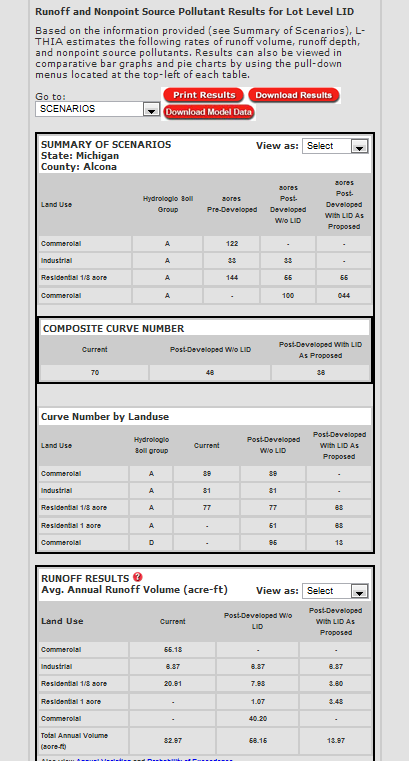 Runoff and Nonpoint Source Pollutant Results for Lot Level LID
Based on the information provided (see Summary of Scenarios), L-
THIA estimates the following rates of runoff volume, runoff depth,
and nonpoint source pollutants. Results can also be viewed in
comparative bar graphs and pie charts by using the pull-down
menus located at the top-left of each table.
Go to:
SCENARIOS
Print Results Download Results
Download Model Data
SUMMARY OF SCENARIOS View as: Select
State: Michigan
County: Alcona
Land Use Hydrologic Soil Group acres Pre-Developed acres Post-Developed W/o LID acres Post-Developed With LID As Proposed
Commercial A 122 - -
Industrial A 33 33 -
Residential 1/8 acre A 144 55 55
Commercial A - 100 044
COMPOSITE CURVE NUMBER
Current Post-Developed W/o LID Post-Developed With LID As Proposed
70 46 36
Curve Number by Landuse
Land Use Hydrologic Soil group Current Post-Developed W/o LID Post-Developed With LID As Proposed
Commercial A 89 89 -
Industrial A 81 81 -
Residential 1/8 acre A 77 77 68
Residential 1 acre A - 51 68
Commercial D - 95 13
RUNOFF RESULTS ?
Avg. Annual Runoff Volume (acre-ft) View as: Select
Land Use Current Post-Developed W/o LID Post-Developed With LID As Proposed
Commercial 55.18 - -
Industrial 6.87 6.87 6.87
Residential 1/8 acre 20.91 7.98 3.60
Residential 1 acre - 1.07 3.48
Commercial - 40.20 -
Total Annual Volume (acre-ft) 82.97 56.15 13.97
Also view Annual Variation and Probability of Exceedence